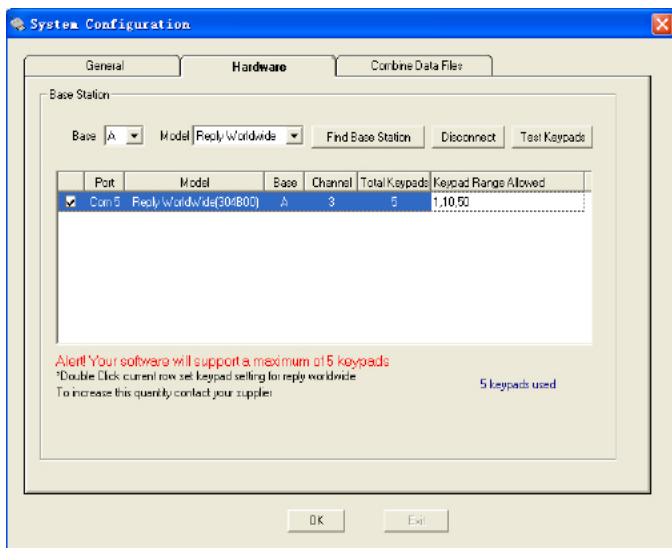 System Configuration
General Hardware Combine Data Files
Base Station
Base A Model Reply Worldwide Find Base Station Disconnect Test Keypads
Port Model Base Channel Total Keypads Keypad Range Allowed
Com 5 Reply WorldWide(304B00) A 3 5 1,10,50
Alert! Your software will support a maximum of 5 keypads
*Double Click current row set keypad setting for reply worldwide
5 keypads used
To increase this quantity contact your supplier
OK Exit